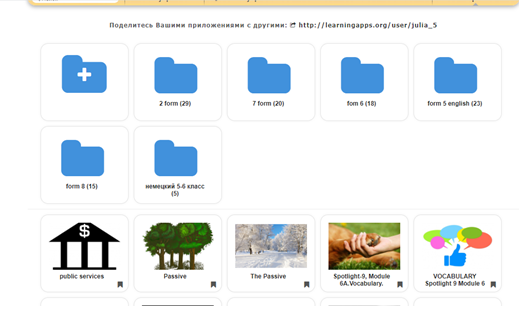 Поделитесь Вашими приложениями с другими: http://learningapps.org/user/julia_5
2 form (29)
7 form (20)
fom 6 (18)
form 5 english (23)
form 8 (15)
немецкий 5-6 класс
(5)
$
public services
Passive
The Passive
Spotlight-9, Module
6A.Vocabulary.
VOCABULARY
Spotlight 9 Module 6